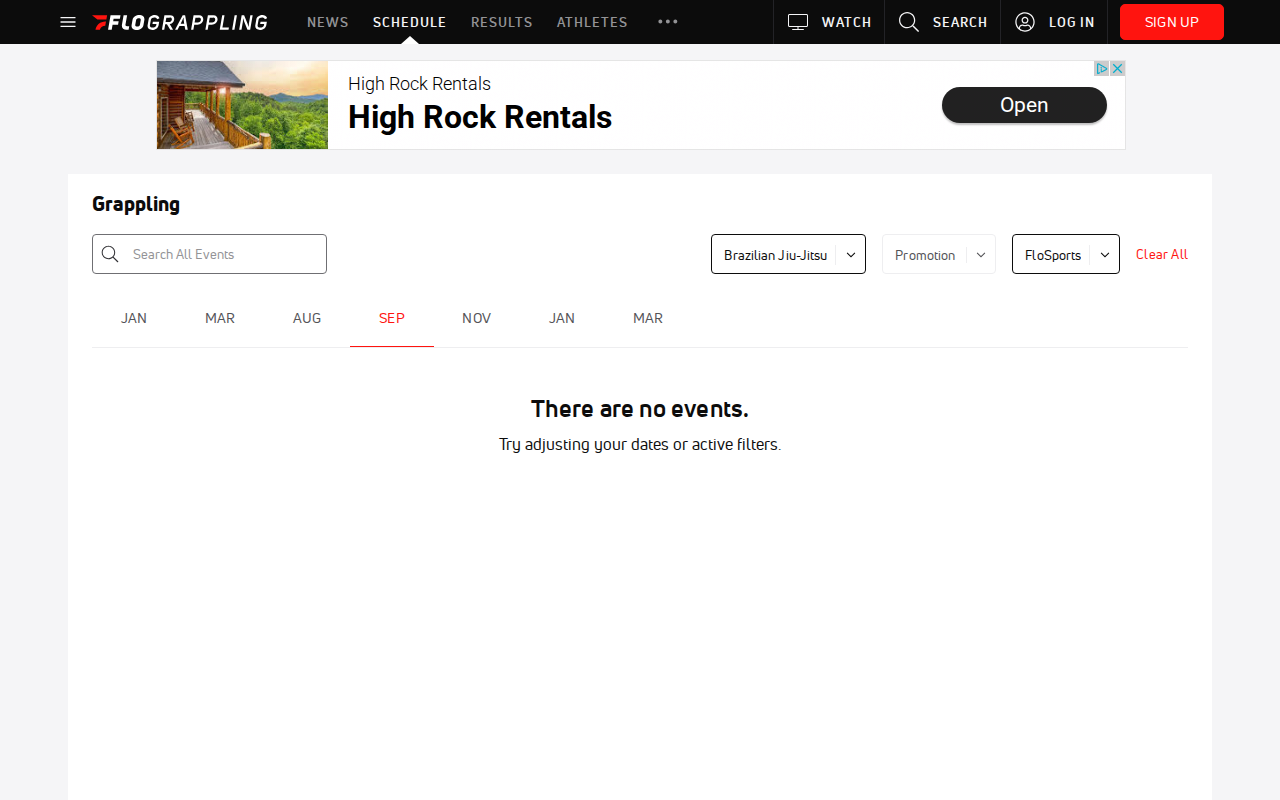 FLOGRAPPLING
NEWS
SCHEDULE
RESULTS
ATHLETES
WATCH
SEARCH
LOG IN
SIGN UP
High Rock Rentals
High Rock Rentals
Open
Grappling
Search All Events
Brazilian Jiu-Jitsu
Promotion
FloSports
Clear All
JAN
MAR
AUG
SEP
NOV
JAN
MAR
There are no events.
Try adjusting your dates or active filters.